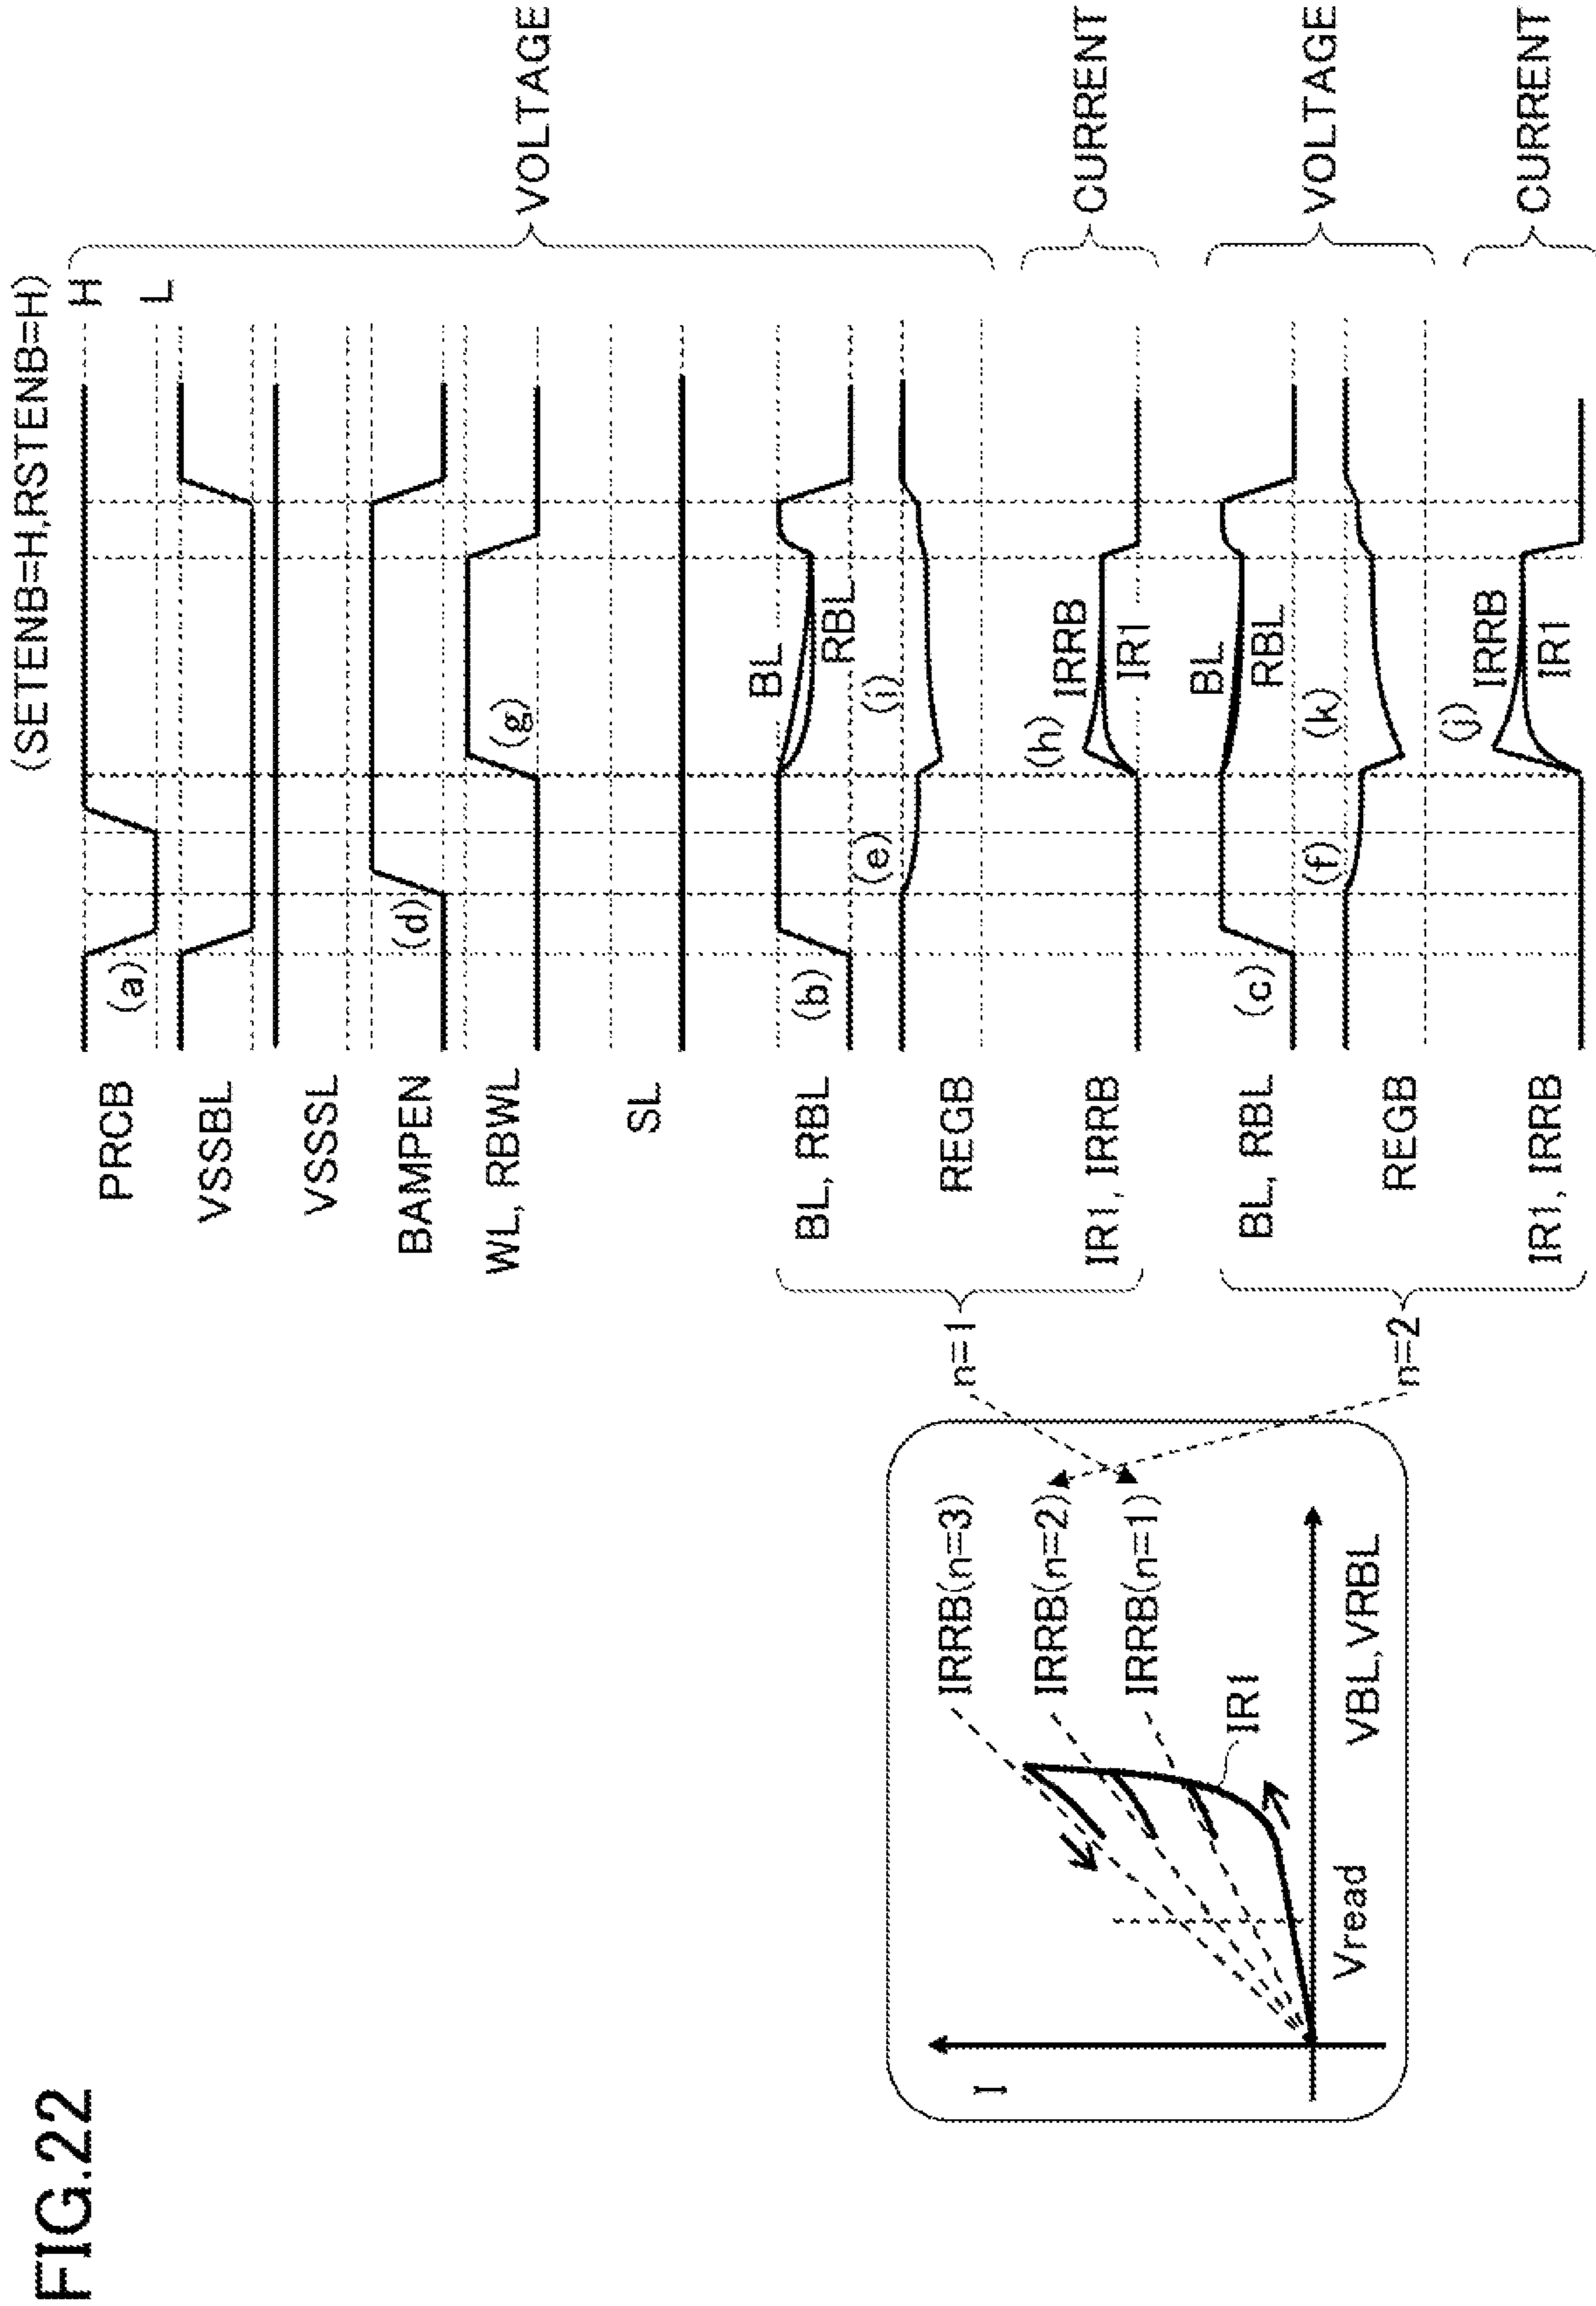 FIG.22
(SETENB=H,RSTENB=H)
PRCB
H
L
(a)
VSSBL
VSSSL
BAMPEN
(d)
WL, RBWL
(g)
SL
VOLTAGE
BL, RBL
(b)
BL
RBL
REGB
(e)
(i)
IR1, IRRB
(h)
IRRB
IR1
CURRENT
n=1
BL, RBL
(c)
BL
RBL
REGB
(f)
(k)
VOLTAGE
IR1, IRRB
(j)
IRRB
IR1
CURRENT
n=2
I
IRRB(n=3)
IRRB(n=2)
IRRB(n=1)
IR1
Vread
VBL,VRBL